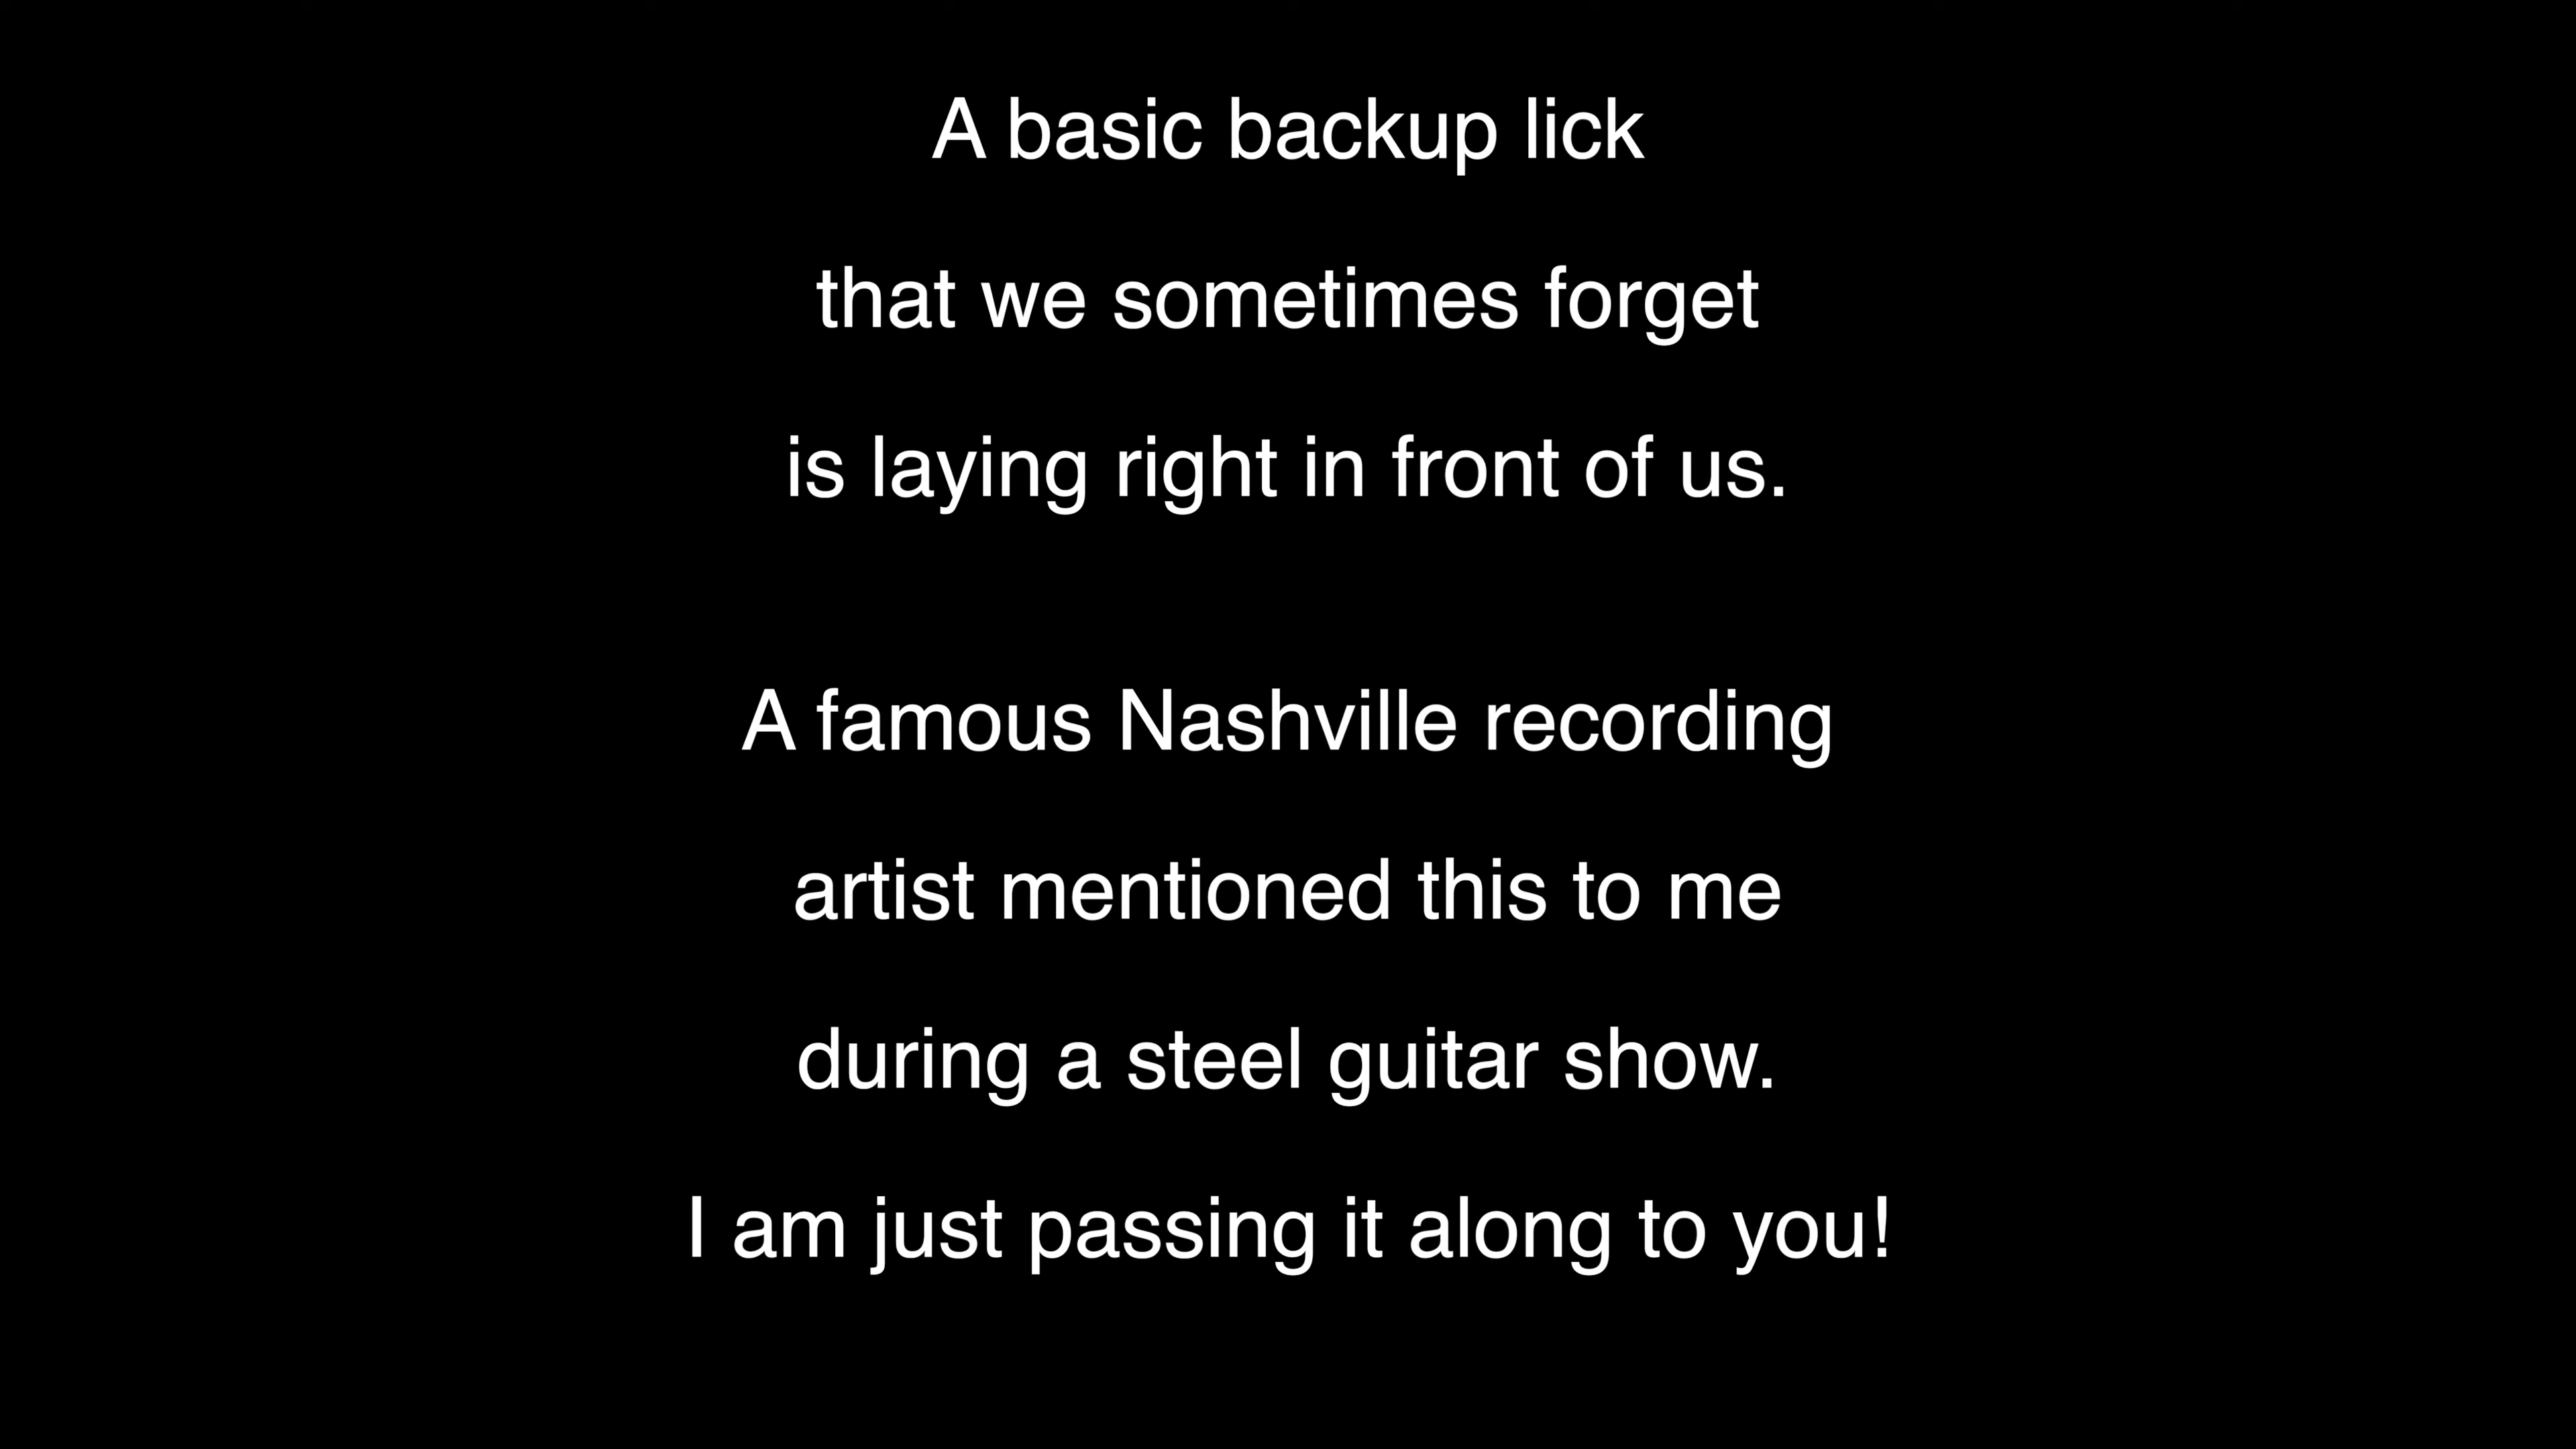 A basic backup lick
that we sometimes forget
is laying right in front of us.
A famous Nashville recording
artist mentioned this to me
during a steel guitar show.
I am just passing it along to you!